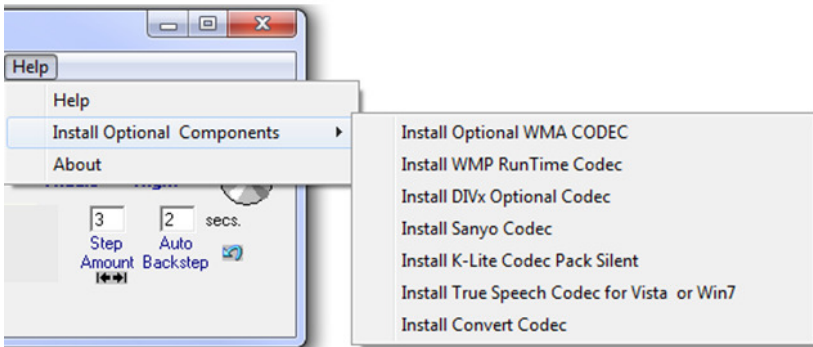 Help
Help
Install Optional Components
About
Install Optional WMA CODEC
Install WMP RunTime Codec
Install DIVx Optional Codec
Install Sanyo Codec
Install K-Lite Codec Pack Silent
Install True Speech Codec for Vista or Win7
Install Convert Codec
3 2 secs.
Step Auto
Amount Backstep